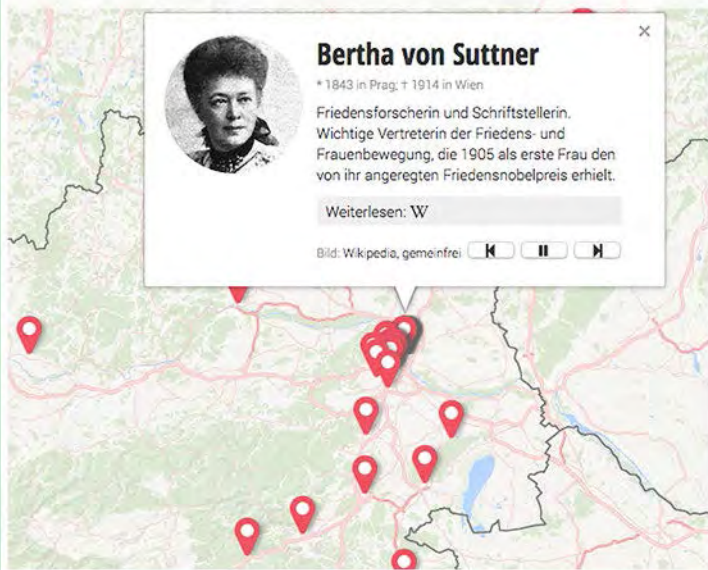 ×
Bertha von Suttner
* 1843 in Prag; † 1914 in Wien
Friedensforscherin und Schriftstellerin.
Wichtige Vertreterin der Friedens- und
Frauenbewegung, die 1905 als erste Frau den
von ihr angeregten Friedensnobelpreis erhielt.
Weiterlesen: W
Bild: Wikipedia, gemeinfrei